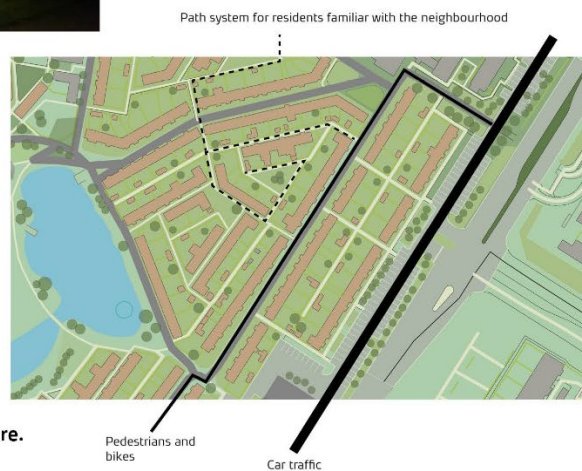 Path system for residents familiar with the neighbourhood
re.
Pedestrians and
bikes
Car traffic